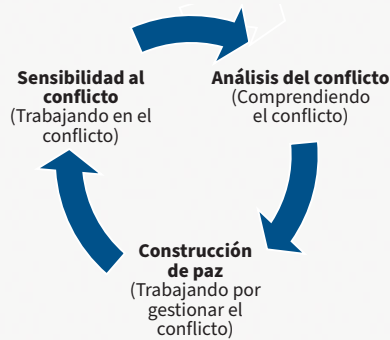 Sensibilidad al
conflicto
(Trabajando en el
conflicto)
Análisis del conflicto
(Comprendiendo
el conflicto)
Construcción
de paz
(Trabajando por
gestionar el
conflicto)